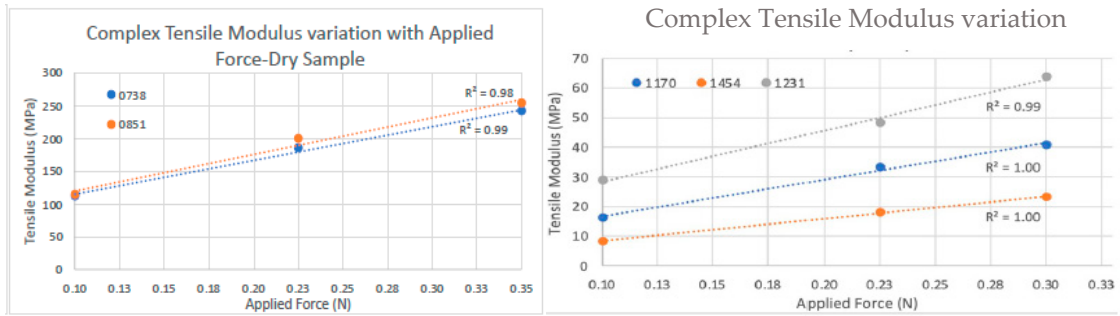 Complex Tensile Modulus variation with Applied
Force-Dry Sample
300
250
200
150
100
50
0
Tensile Modulus (MPa)
0738
0851
R² = 0.98
R² = 0.99
0.10 0.13 0.15 0.18 0.20 0.23 0.25 0.28 0.30 0.33 0.35
Applied Force (N)
Complex Tensile Modulus variation
70
60
50
40
30
20
10
0
Tensile Modulus (MPa)
1170 1454 1231
R² = 0.99
R² = 1.00
R² = 1.00
0.10 0.13 0.15 0.18 0.20 0.23 0.25 0.28 0.30 0.33
Applied Force (N)